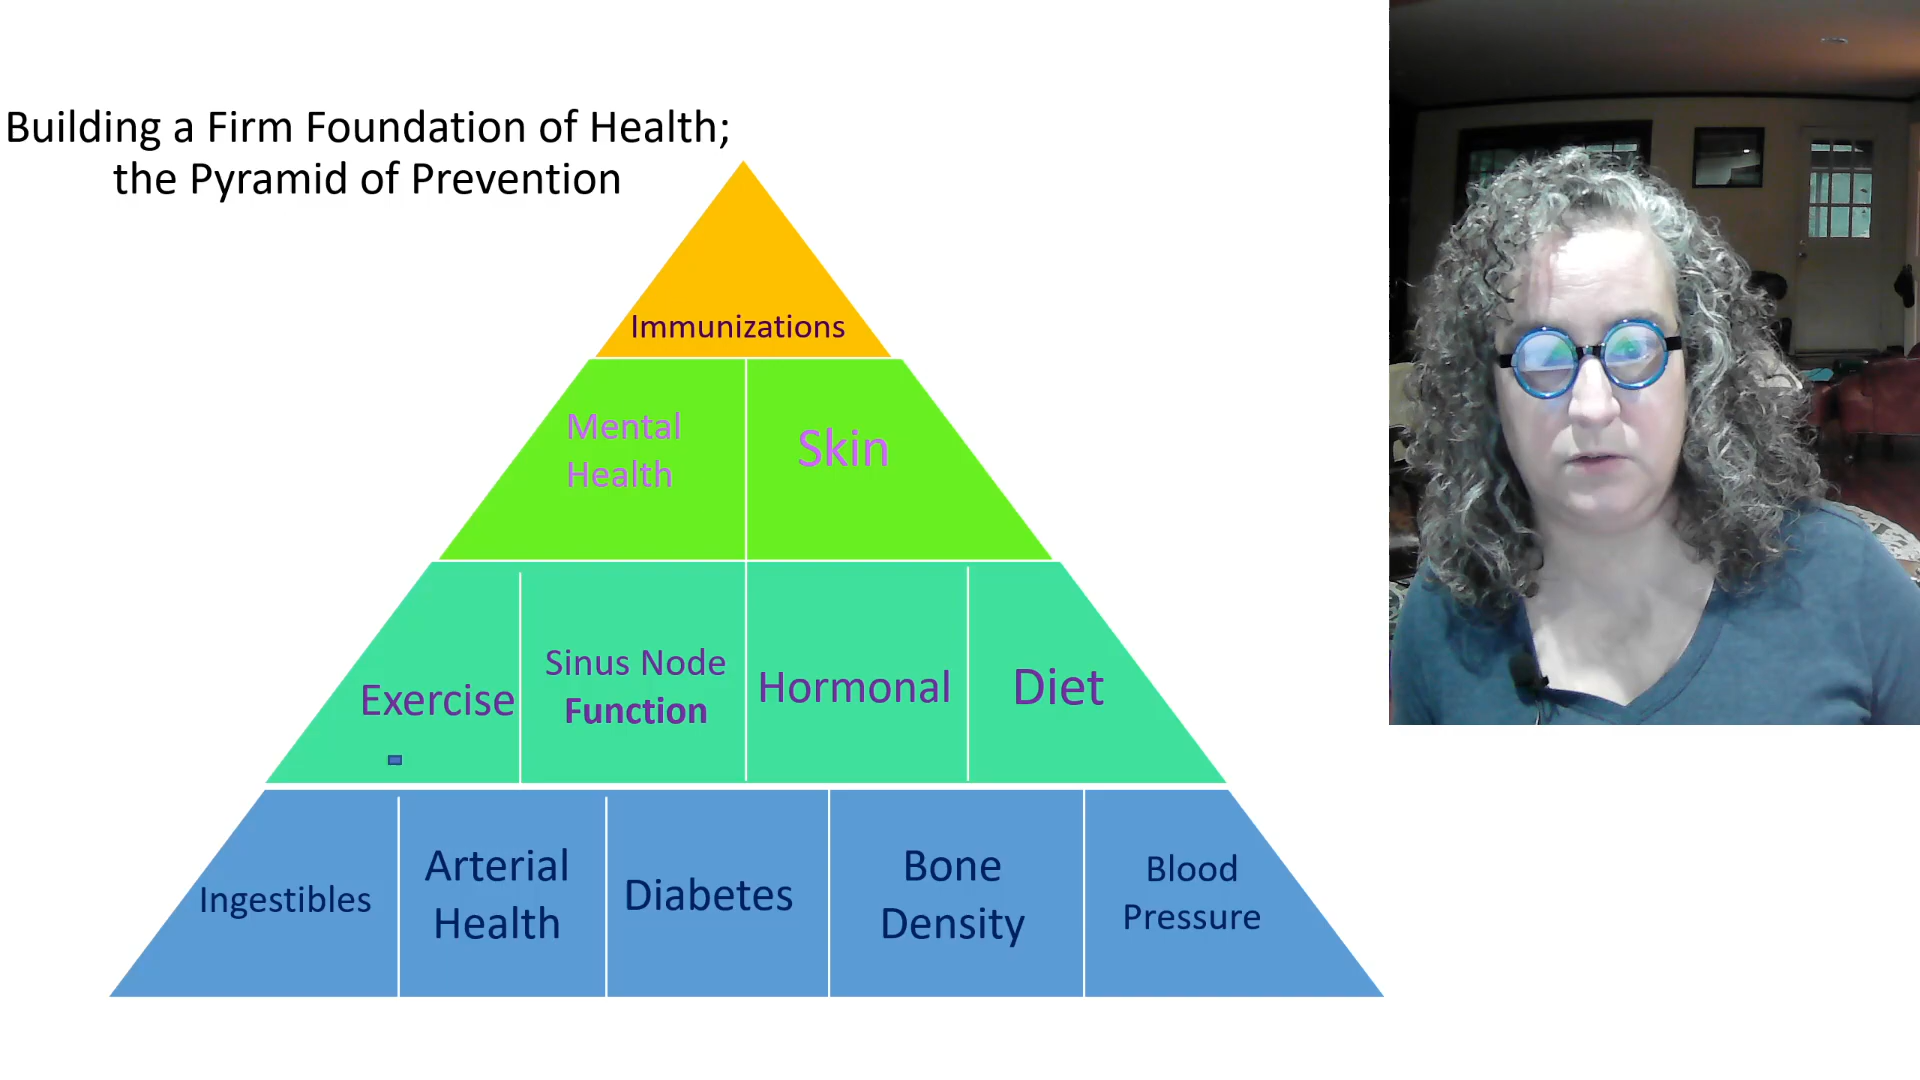 Building a Firm Foundation of Health;
the Pyramid of Prevention
Immunizations
Mental
Health
Skin
Exercise
Sinus Node
Function
Hormonal
Diet
Ingestibles
Arterial
Health
Diabetes
Bone
Density
Blood
Pressure